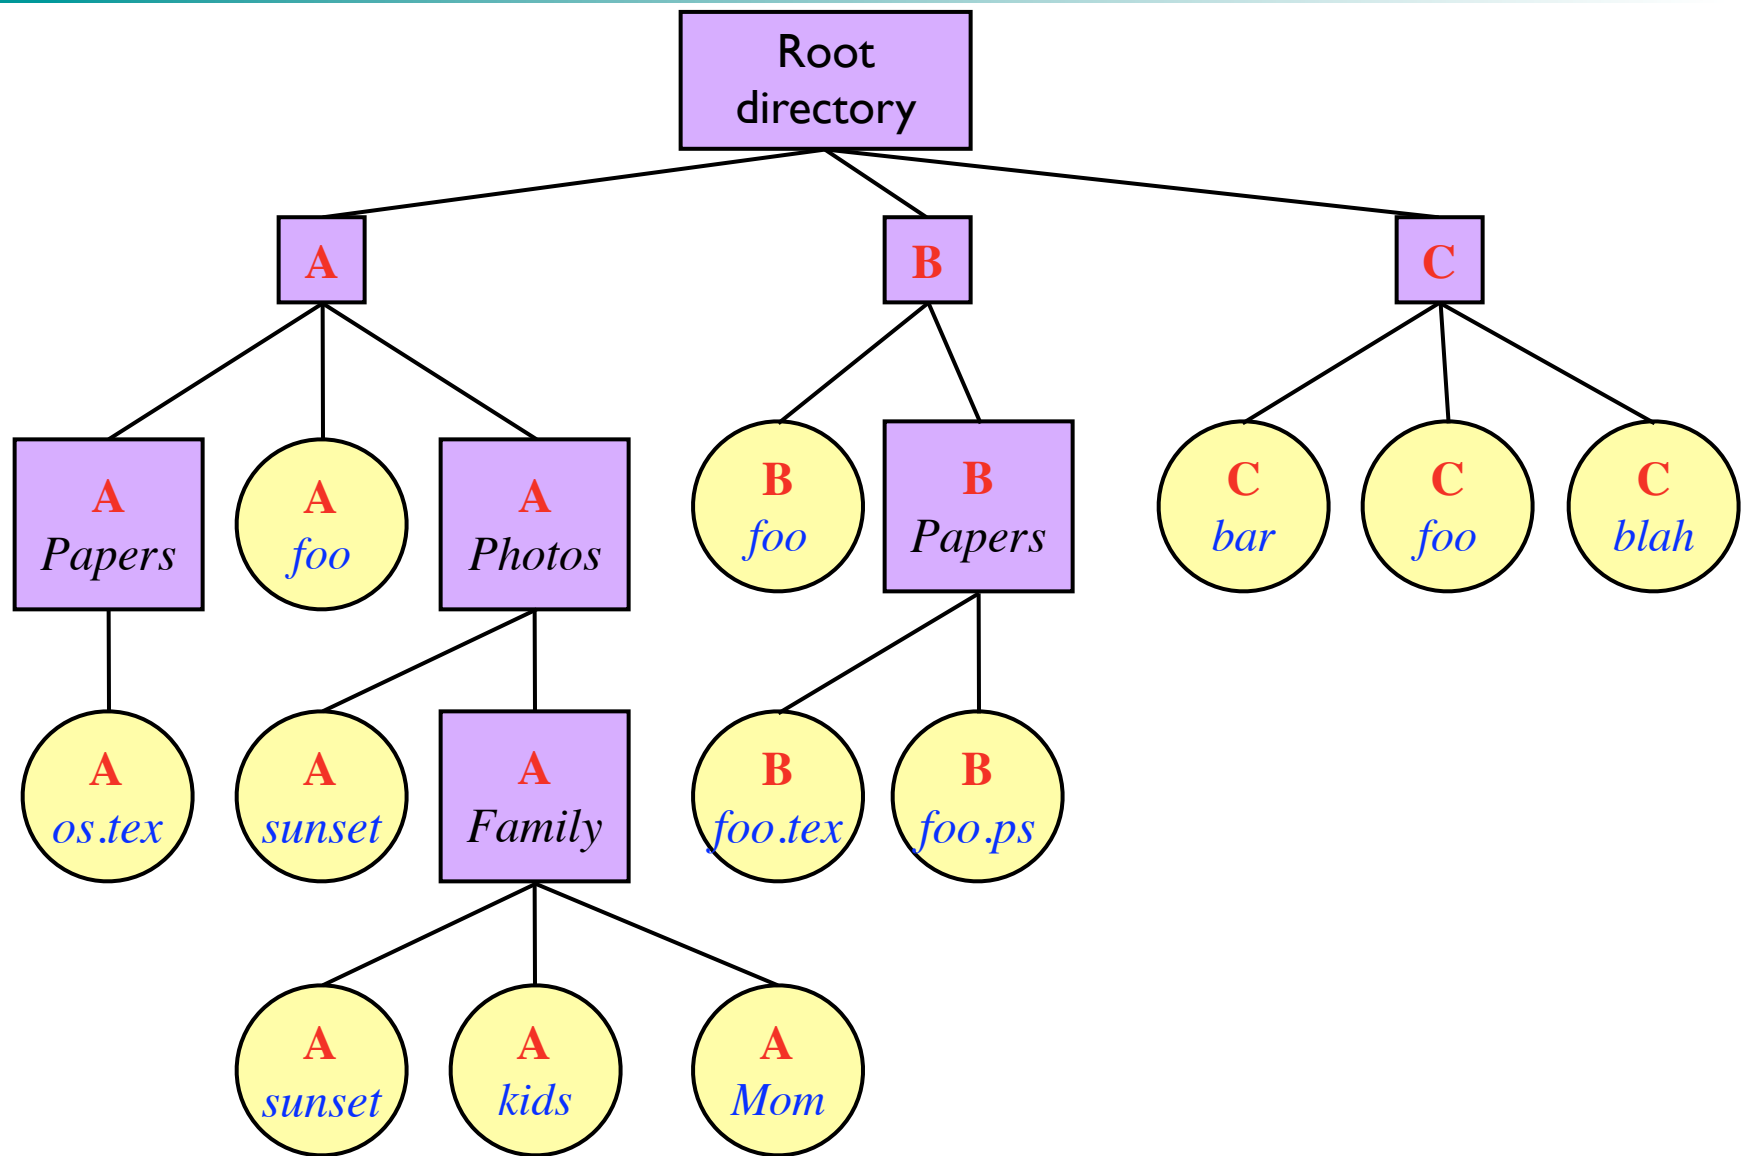 Root
directory
A
B
C
A
Papers
A
foo
A
Photos
B
foo
B
Papers
C
bar
C
foo
C
blah
A
os.tex
A
sunset
A
Family
B
foo.tex
B
foo.ps
A
sunset
A
kids
A
Mom